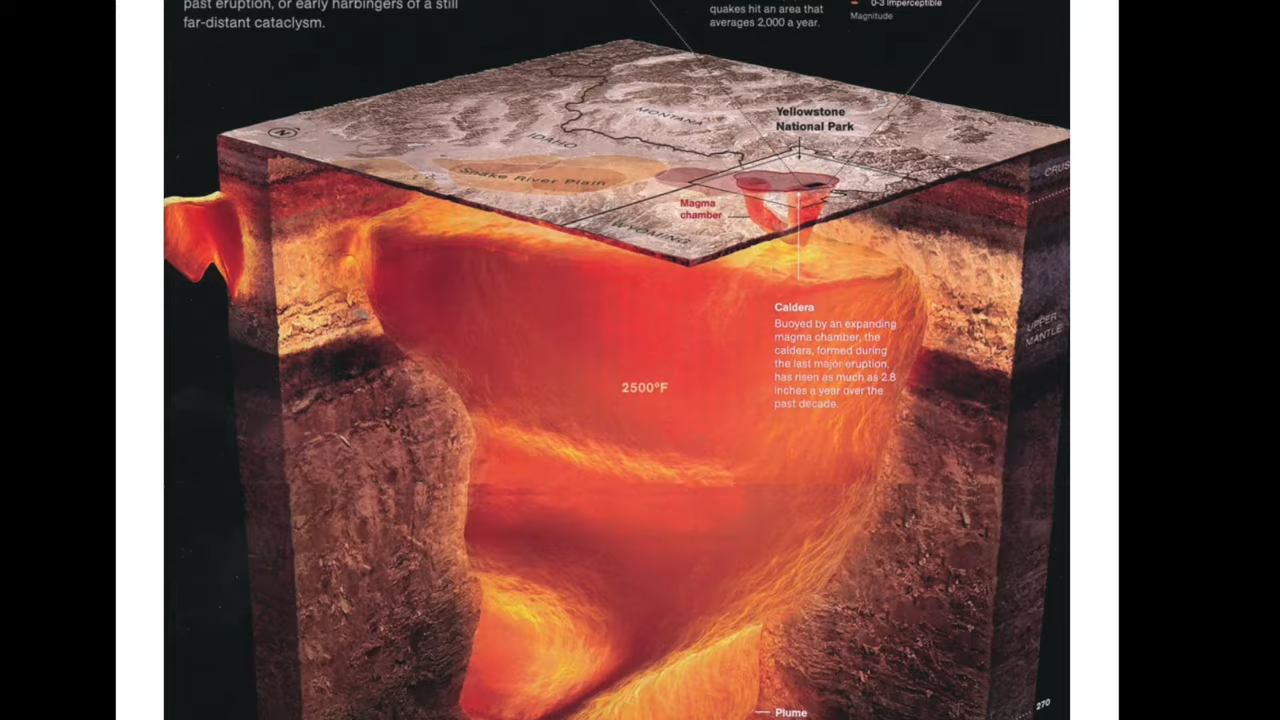 past eruption, or early harbingers of a still
far-distant cataclysm.
quakes hit an area that
averages 2,000 a year.
0-3 Imperceptible
Magnitude
Yellowstone
National Park
MONTANA
IDAHO
N
Snake River Plain
CRUS
Magma
chamber
WYOMING
Caldera
Buoyed by an expanding
magma chamber, the
caldera, formed during
the last major eruption,
has risen as much as 2.8
inches a year over the
past decade.
UPPER
MANTLE
2500°F
270
Plume